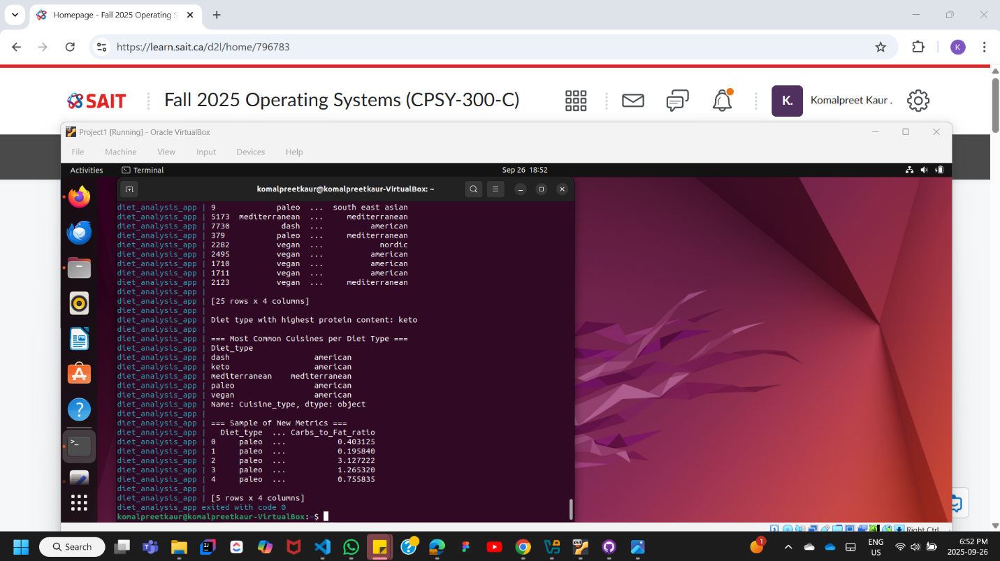 Homepage - Fall 2025 Operating S
https://learn.sait.ca/d2l/home/796783
K
SAIT
Fall 2025 Operating Systems (CPSY-300-C)
K.
Komalpreet Kaur .
Project1 [Running] - Oracle VirtualBox
File Machine View Input Devices Help
Activities Terminal Sep 26 18:52
komalpreetkaur@komalpreetkaur-VirtualBox: ~
diet_analysis_app | 9 paleo ... south east asian
diet_analysis_app | 5173 mediterranean ... mediterranean
diet_analysis_app | 7730 dash ... american
diet_analysis_app | 379 paleo ... mediterranean
diet_analysis_app | 2282 vegan ... nordic
diet_analysis_app | 2495 vegan ... american
diet_analysis_app | 1710 vegan ... american
diet_analysis_app | 1711 vegan ... american
diet_analysis_app | 2123 vegan ... mediterranean
diet_analysis_app |
diet_analysis_app | [25 rows x 4 columns]
diet_analysis_app |
diet_analysis_app | Diet type with highest protein content: keto
diet_analysis_app |
diet_analysis_app | === Most Common Cuisines per Diet Type ===
diet_analysis_app | Diet_type
diet_analysis_app | dash american
diet_analysis_app | keto american
diet_analysis_app | mediterranean mediterranean
diet_analysis_app | paleo american
diet_analysis_app | vegan american
diet_analysis_app | Name: Cuisine_type, dtype: object
diet_analysis_app |
diet_analysis_app | === Sample of New Metrics ===
diet_analysis_app | Diet_type ... Carbs_to_Fat_ratio
diet_analysis_app | 0 paleo ... 0.403125
diet_analysis_app | 1 paleo ... 0.195840
diet_analysis_app | 2 paleo ... 3.127222
diet_analysis_app | 3 paleo ... 1.265320
diet_analysis_app | 4 paleo ... 0.755835
diet_analysis_app |
diet_analysis_app | [5 rows x 4 columns]
diet_analysis_app exited with code 0
komalpreetkaur@komalpreetkaur-VirtualBox:~$
Right Ctrl
Search
1
ENG
US
6:52 PM
2025-09-26